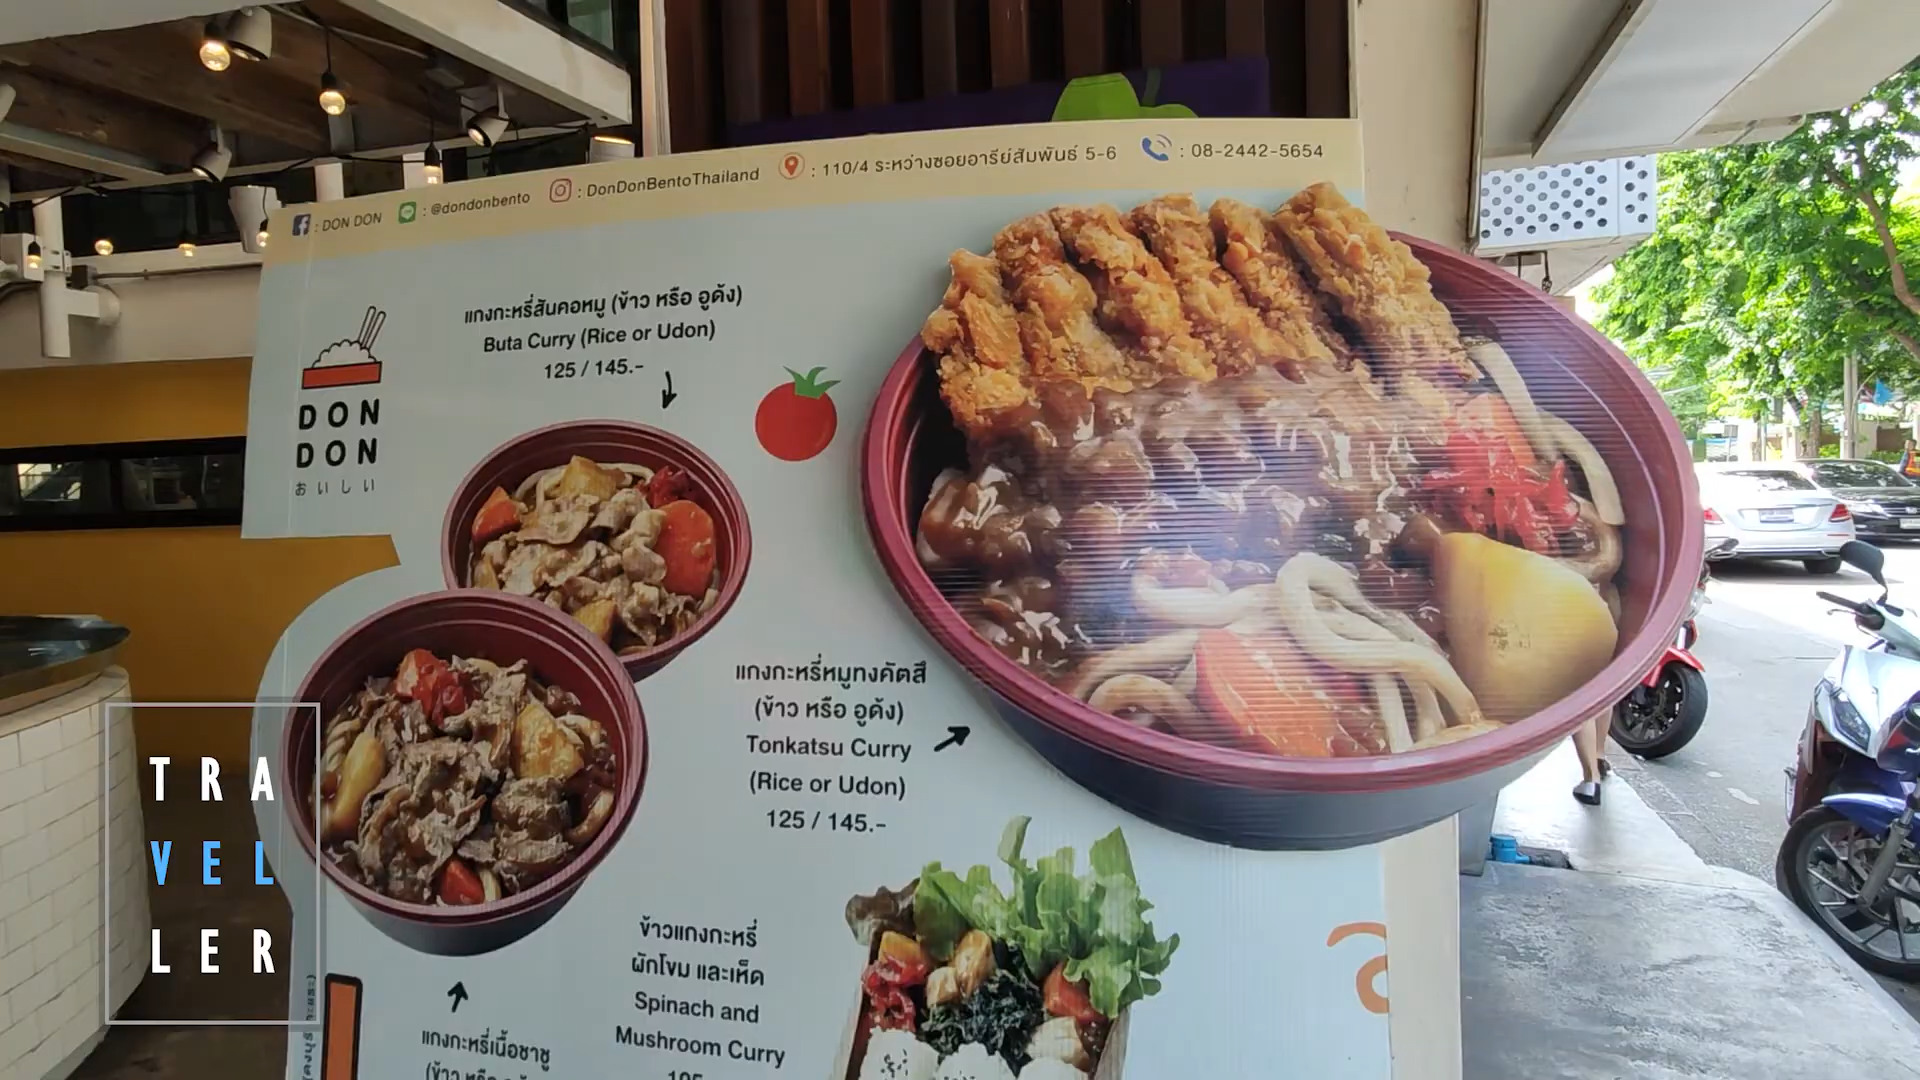 : DON DON
: @dondonbento
: DonDonBentoThailand
: 110/4 ระหว่างซอยอารีย์สัมพันธ์ 5-6
: 08-2442-5654
DON
DON
おいしい
แกงกะหรี่สันคอหมู (ข้าว หรือ อูด้ง)
Buta Curry (Rice or Udon)
125 / 145.-
แกงกะหรี่หมูทงคัตสึ
(ข้าว หรือ อูด้ง)
Tonkatsu Curry
(Rice or Udon)
125 / 145.-
ข้าวแกงกะหรี่
ผักโขม และเห็ด
Spinach and
Mushroom Curry
แกงกะหรี่เนื้อชาชู
(ข้าว หรือ
TRA
VEL
LER